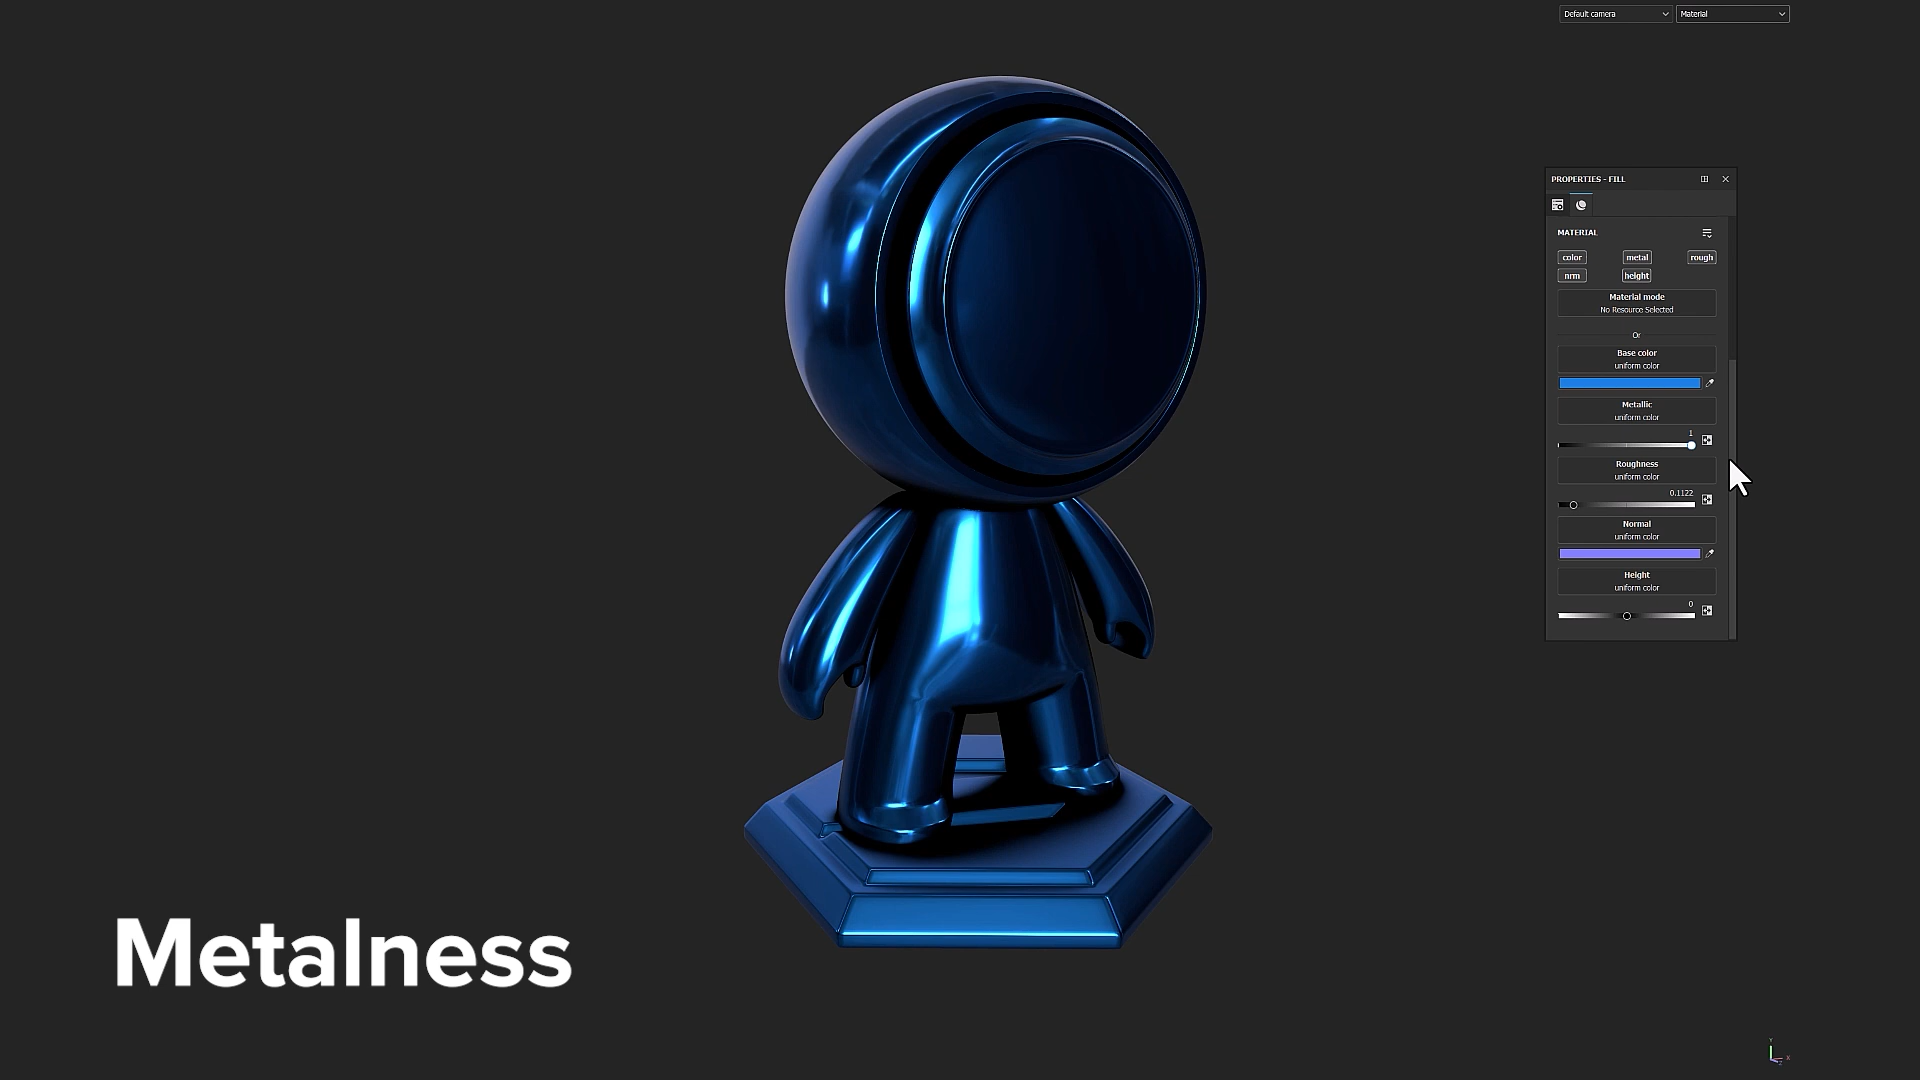 Default camera
Material
PROPERTIES - FILL
MATERIAL
color
metal
rough
nrm
height
Material mode
No Resource Selected
Or
Base color
uniform color
Metallic
uniform color
1
Roughness
uniform color
0.1122
Normal
uniform color
Height
uniform color
0
Metalness
Y
X
Z